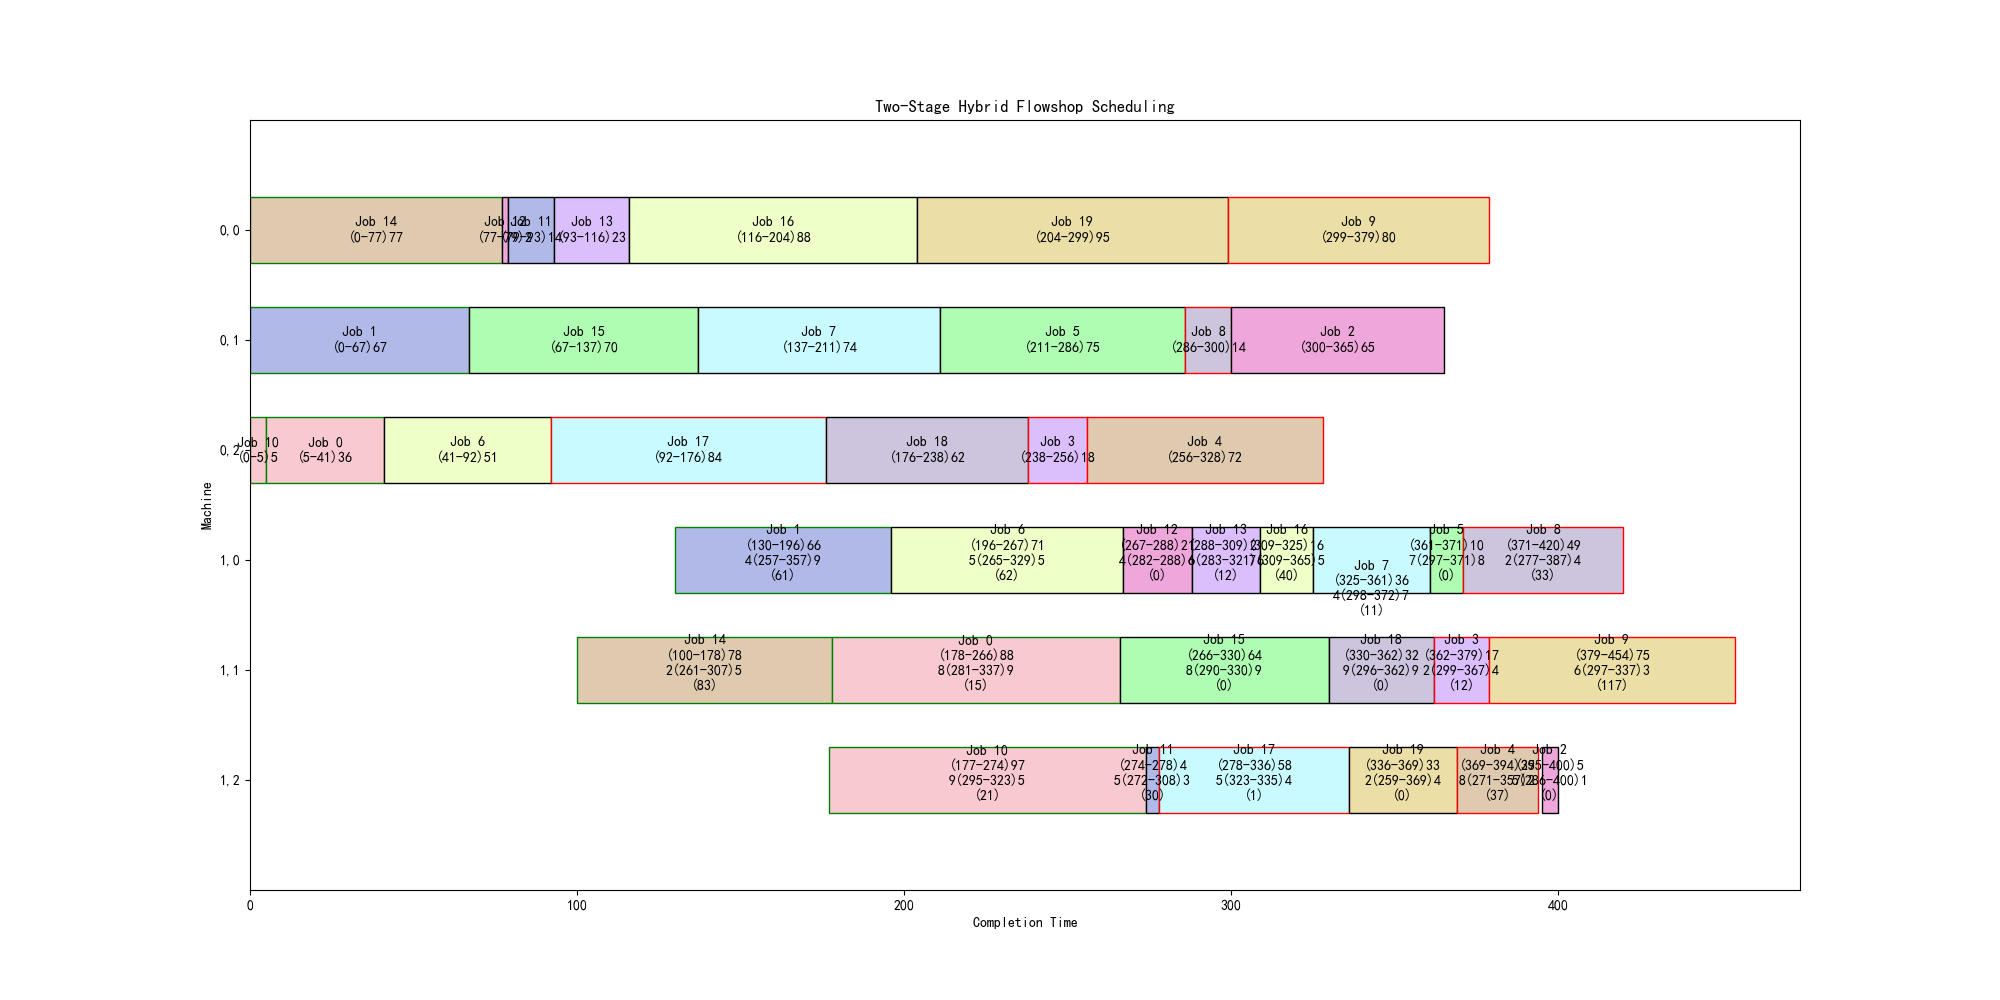 Two-Stage Hybrid Flowshop Scheduling
Machine
0,0
Job 14
(0-77)77
Job 12
(77-79)2
Job 11
(79-93)14
Job 13
(93-116)23
Job 16
(116-204)88
Job 19
(204-299)95
Job 9
(299-379)80
0,1
Job 1
(0-67)67
Job 15
(67-137)70
Job 7
(137-211)74
Job 5
(211-286)75
Job 8
(286-300)14
Job 2
(300-365)65
0,2
Job 10
(0-5)5
Job 0
(5-41)36
Job 6
(41-92)51
Job 17
(92-176)84
Job 18
(176-238)62
Job 3
(238-256)18
Job 4
(256-328)72
1,0
Job 1
(130-196)66
4(257-357)9
(61)
Job 6
(196-267)71
5(265-329)5
(62)
Job 12
(267-288)21
4(282-288)6
(0)
Job 13
(288-309)21
6(283-321)6
(12)
Job 16
(309-325)16
(309-365)5
(40)
Job 7
(325-361)36
4(298-372)7
(11)
Job 5
(361-371)10
7(297-371)8
(0)
Job 8
(371-420)49
2(277-387)4
(33)
1,1
Job 14
(100-178)78
2(261-307)5
(83)
Job 0
(178-266)88
8(281-337)9
(15)
Job 15
(266-330)64
8(290-330)9
(0)
Job 18
(330-362)32
9(296-362)9
(0)
Job 3
(362-379)17
2(299-367)4
(12)
Job 9
(379-454)75
6(297-337)3
(117)
1,2
Job 10
(177-274)97
9(295-323)5
(21)
Job 11
(274-278)4
5(272-308)3
(30)
Job 17
(278-336)58
5(323-335)4
(1)
Job 19
(336-369)33
2(259-369)4
(0)
Job 4
(369-394)25
8(271-357)
(37)
Job 2
(395-400)5
(286-400)1
(0)
0
100
200
300
400
Completion Time